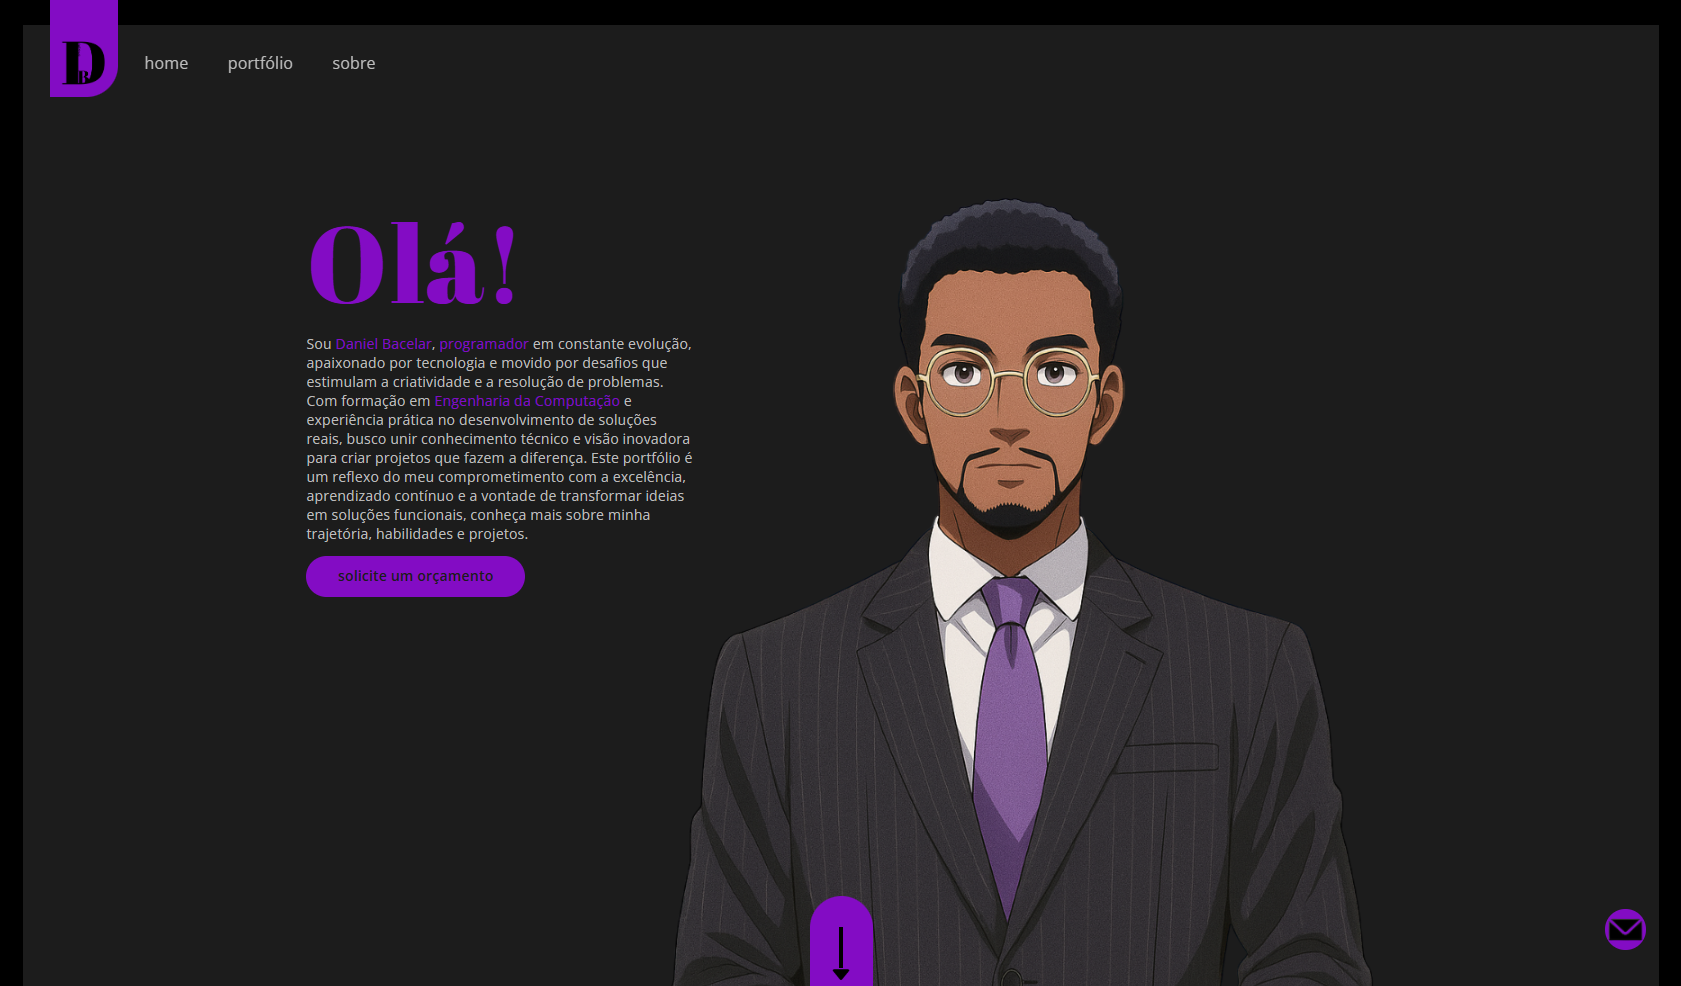 DB
home portfólio sobre
Olá!
Sou Daniel Bacelar, programador em constante evolução,
apaixonado por tecnologia e movido por desafios que
estimulam a criatividade e a resolução de problemas.
Com formação em Engenharia da Computação e
experiência prática no desenvolvimento de soluções
reais, busco unir conhecimento técnico e visão inovadora
para criar projetos que fazem a diferença. Este portfólio é
um reflexo do meu comprometimento com a excelência,
aprendizado contínuo e a vontade de transformar ideias
em soluções funcionais, conheça mais sobre minha
trajetória, habilidades e projetos.
solicite um orçamento